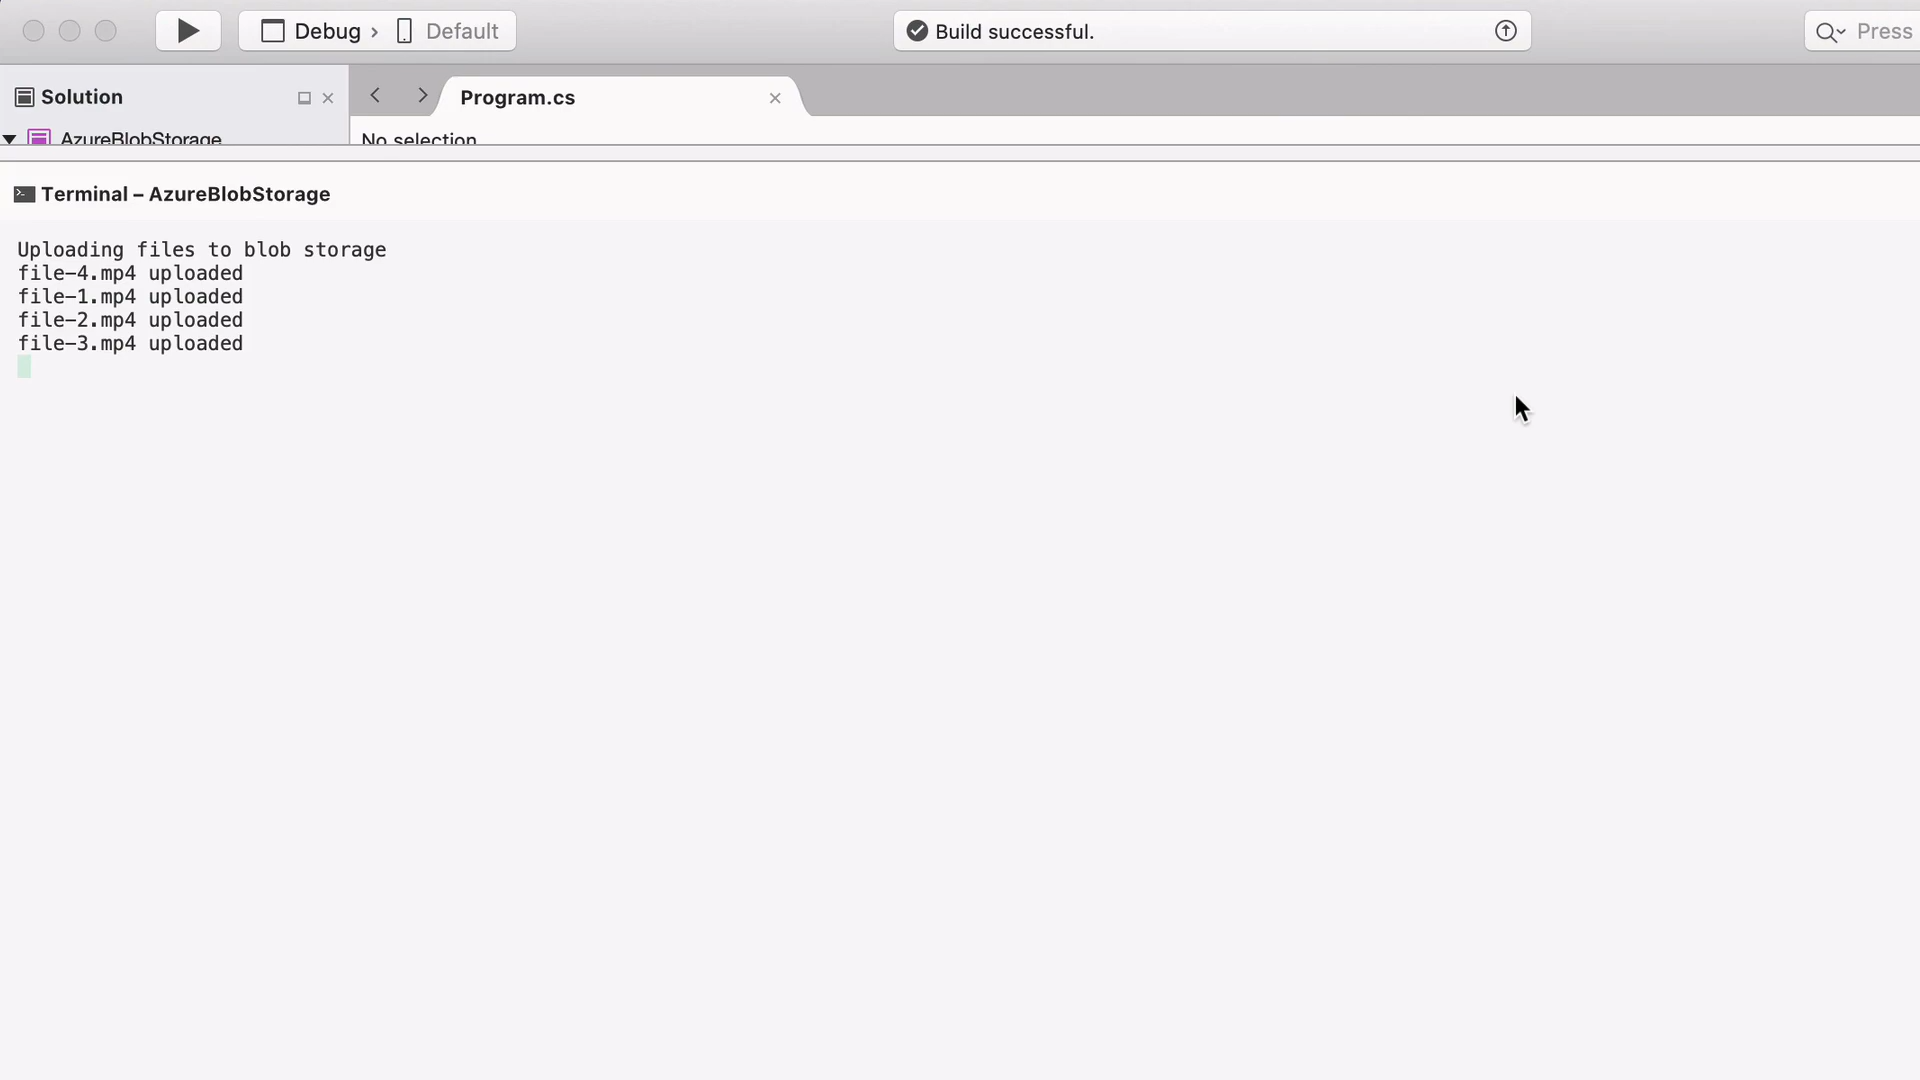 Debug › Default
Build successful.
Press
Solution
Program.cs
AzureBlobStorage
No selection
Terminal – AzureBlobStorage
Uploading files to blob storage
file-4.mp4 uploaded
file-1.mp4 uploaded
file-2.mp4 uploaded
file-3.mp4 uploaded